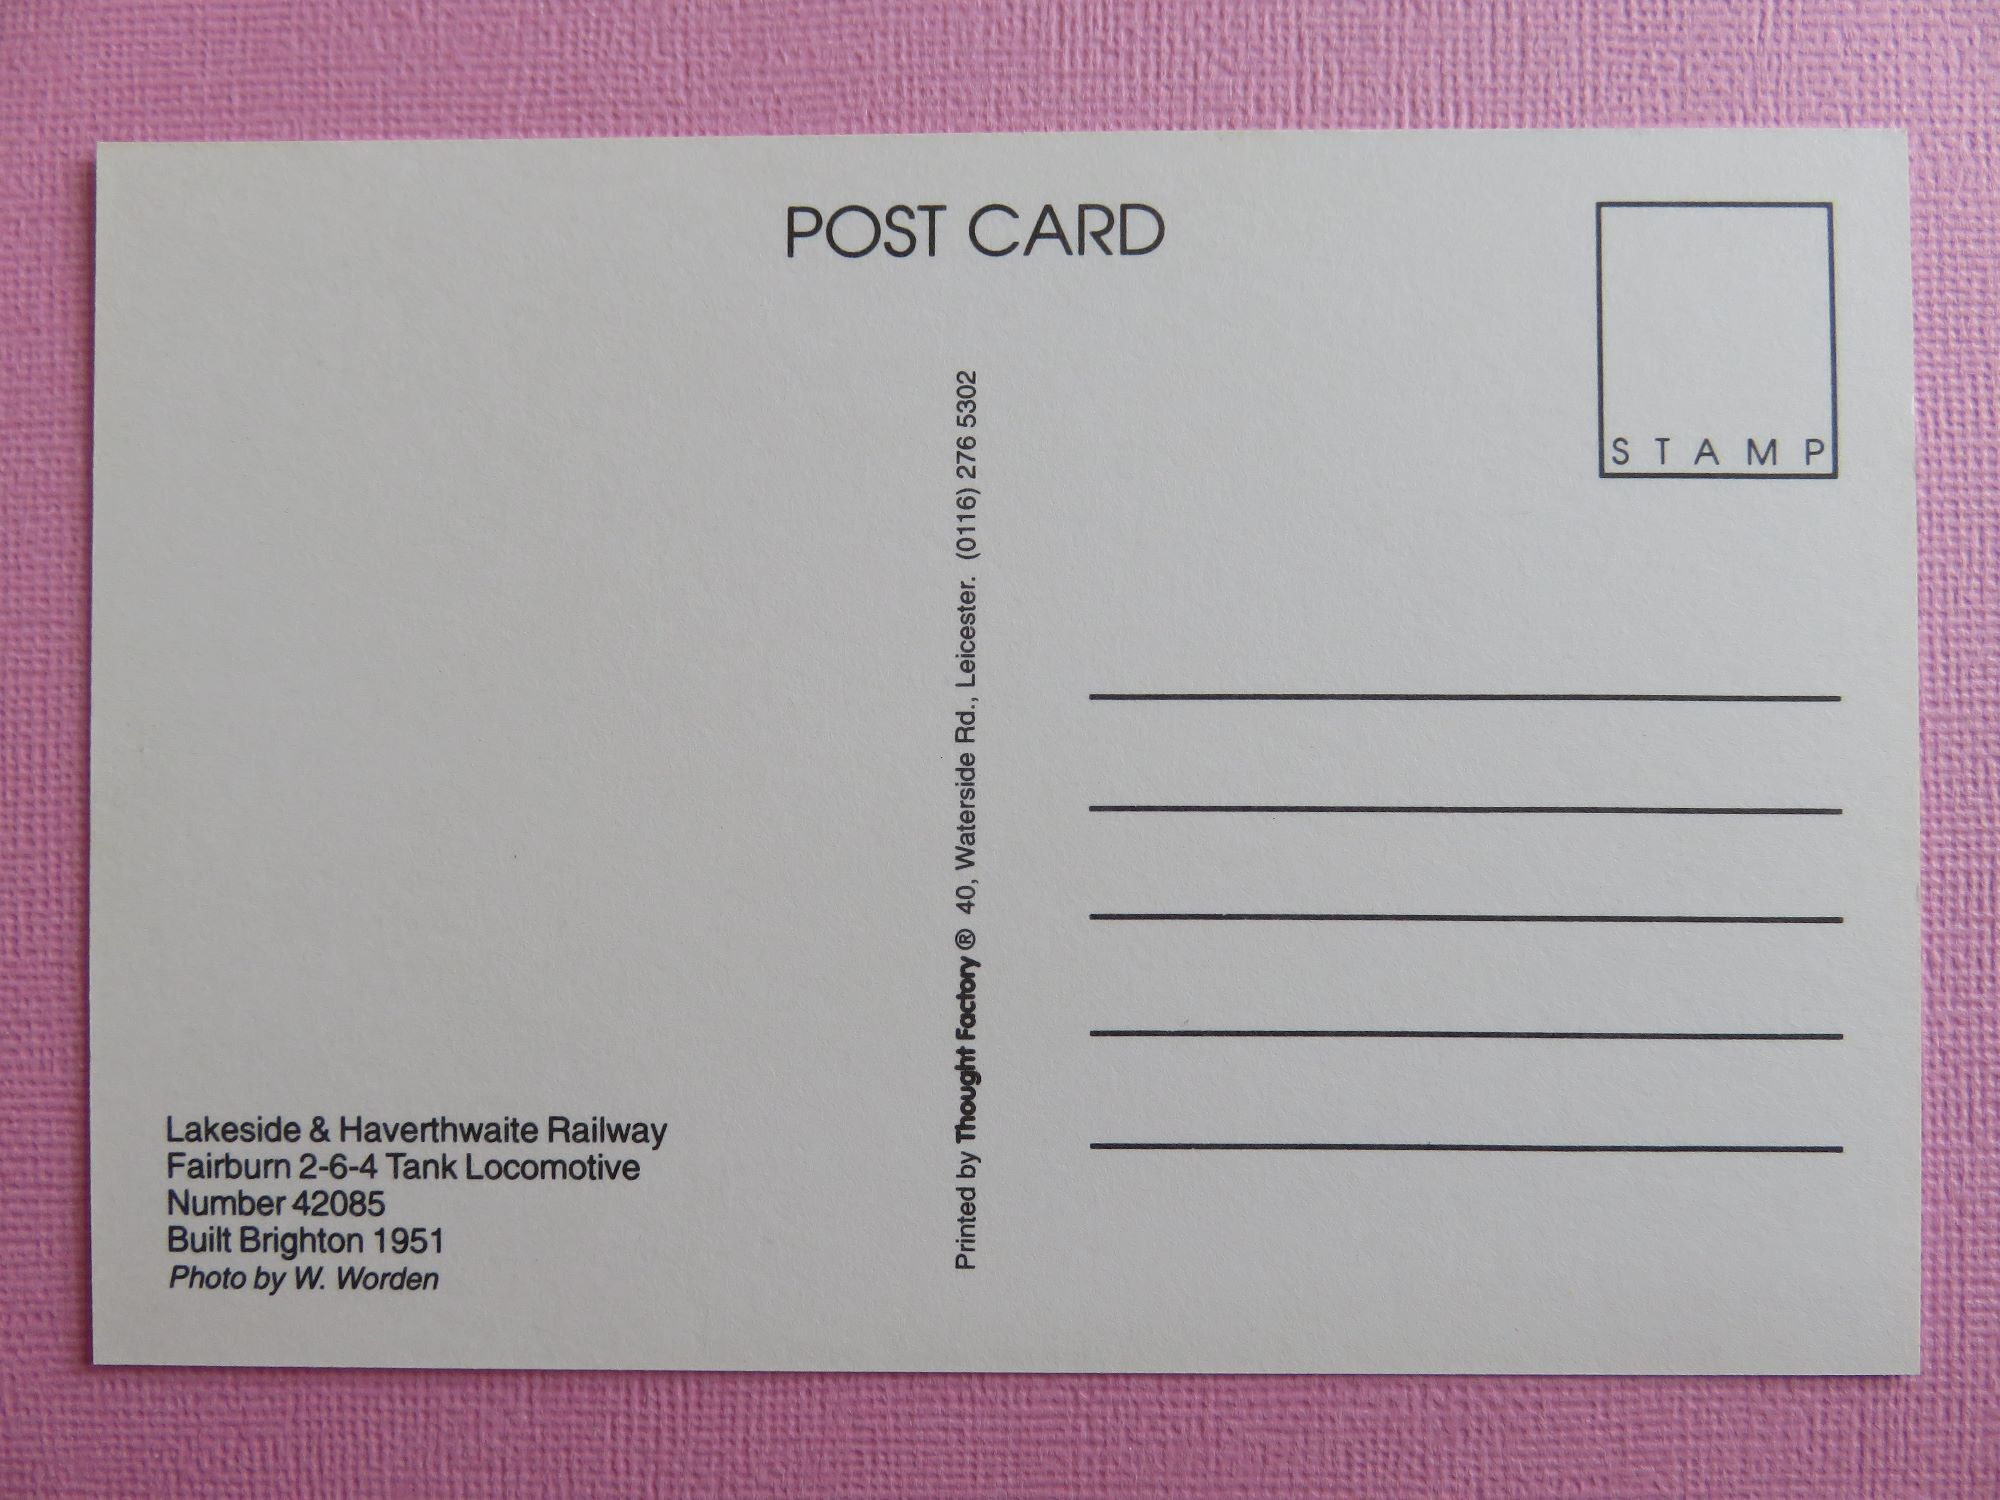 POST CARD
STAMP
Printed by Thought Factory ® 40, Waterside Rd., Leicester. (0116) 276 5302
Lakeside & Haverthwaite Railway
Fairburn 2-6-4 Tank Locomotive
Number 42085
Built Brighton 1951
Photo by W. Worden